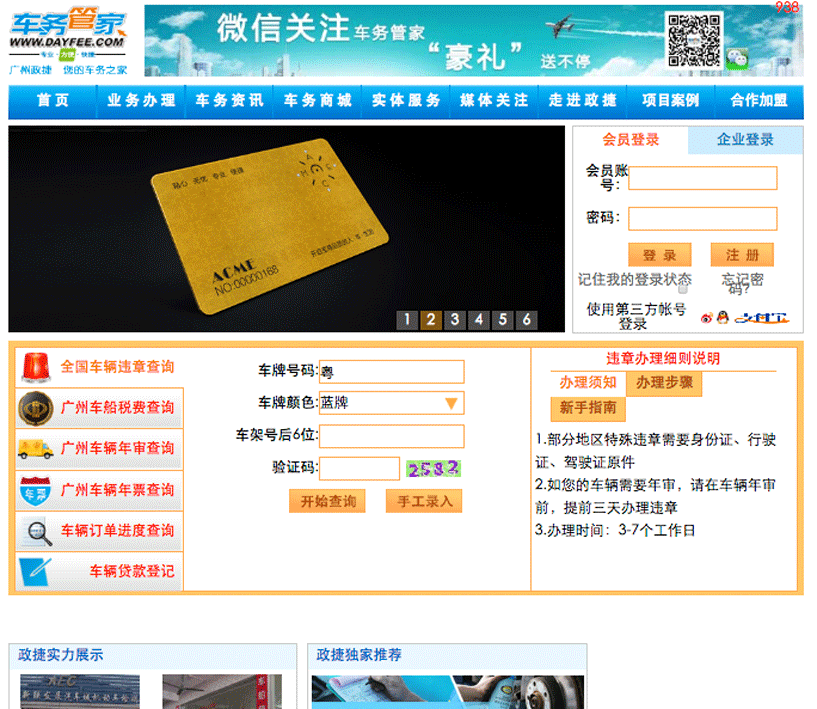 车务管家
WWW.DAYFEE.COM
专业 · 方便 · 快捷
广州政捷 您的车务之家
微信关注车务管家
“豪礼”送不停
938
首页 业务办理 车务资讯 车务商城 实体服务 媒体关注 走进政捷 项目案例 合作加盟
贴心 无忧 专业 便捷
ACME
NO:00000168
1 2 3 4 5 6
会员登录 企业登录
会员账号:
密码:
登 录 注 册
记住我的登录状态 忘记密码?
使用第三方帐号登录
支付宝
全国车辆违章查询
广州车船税费查询
广州车辆年审查询
车票
广州车辆年票查询
车辆订单进度查询
车辆贷款登记
车牌号码: 粤
车牌颜色: 蓝牌
车架号后6位:
验证码: 2582
开始查询 手工录入
违章办理细则说明
办理须知 办理步骤
新手指南
1.部分地区特殊违章需要身份证、行驶
证、驾驶证原件
2.如您的车辆需要年审，请在车辆年审
前，提前三天办理违章
3.办理时间：3-7个工作日
政捷实力展示 政捷独家推荐
AEC